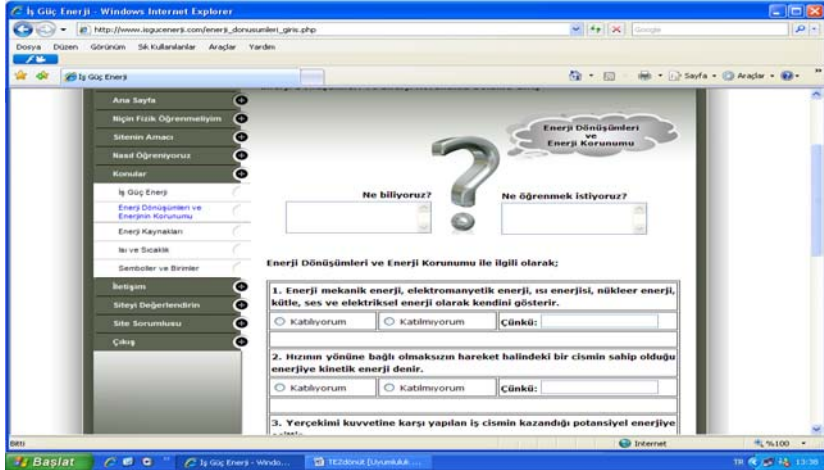 İş Güç Enerji - Windows Internet Explorer
http://www.isgucenerji.com/enerji_donusumleri_giris.php
Google
Dosya Düzen Görünüm Sık Kullanılanlar Araçlar Yardım
İş Güç Enerji
Sayfa Araçlar
Ana Sayfa
Niçin Fizik Öğrenmeliyim
Sitenin Amacı
Nasıl Öğreniyoruz
Konular
İş Güç Enerji
Enerji Dönüşümleri ve
Enerjinin Korunumu
Enerji Kaynakları
Isı ve Sıcaklık
Semboller ve Birimler
İletişim
Siteyi Değerlendirin
Site Sorumlusu
Çıkış
Enerji Dönüşümleri
ve
Enerji Korunumu
Ne biliyoruz?
Ne öğrenmek istiyoruz?
Enerji Dönüşümleri ve Enerji Korunumu ile ilgili olarak;
1. Enerji mekanik enerji, elektromanyetik enerji, ısı enerjisi, nükleer enerji,
kütle, ses ve elektriksel enerji olarak kendini gösterir.
Katılıyorum Katılmıyorum Çünkü:
2. Hızının yönüne bağlı olmaksızın hareket halindeki bir cismin sahip olduğu
enerjiye kinetik enerji denir.
Katılıyorum Katılmıyorum Çünkü:
3. Yerçekimi kuvvetine karşı yapılan iş cismin kazandığı potansiyel enerjiye
Bitti
Internet
%100
Başlat
İş Güç Enerji - Windo...
TEZdönüt [Uyumluluk ...
TR
13:38